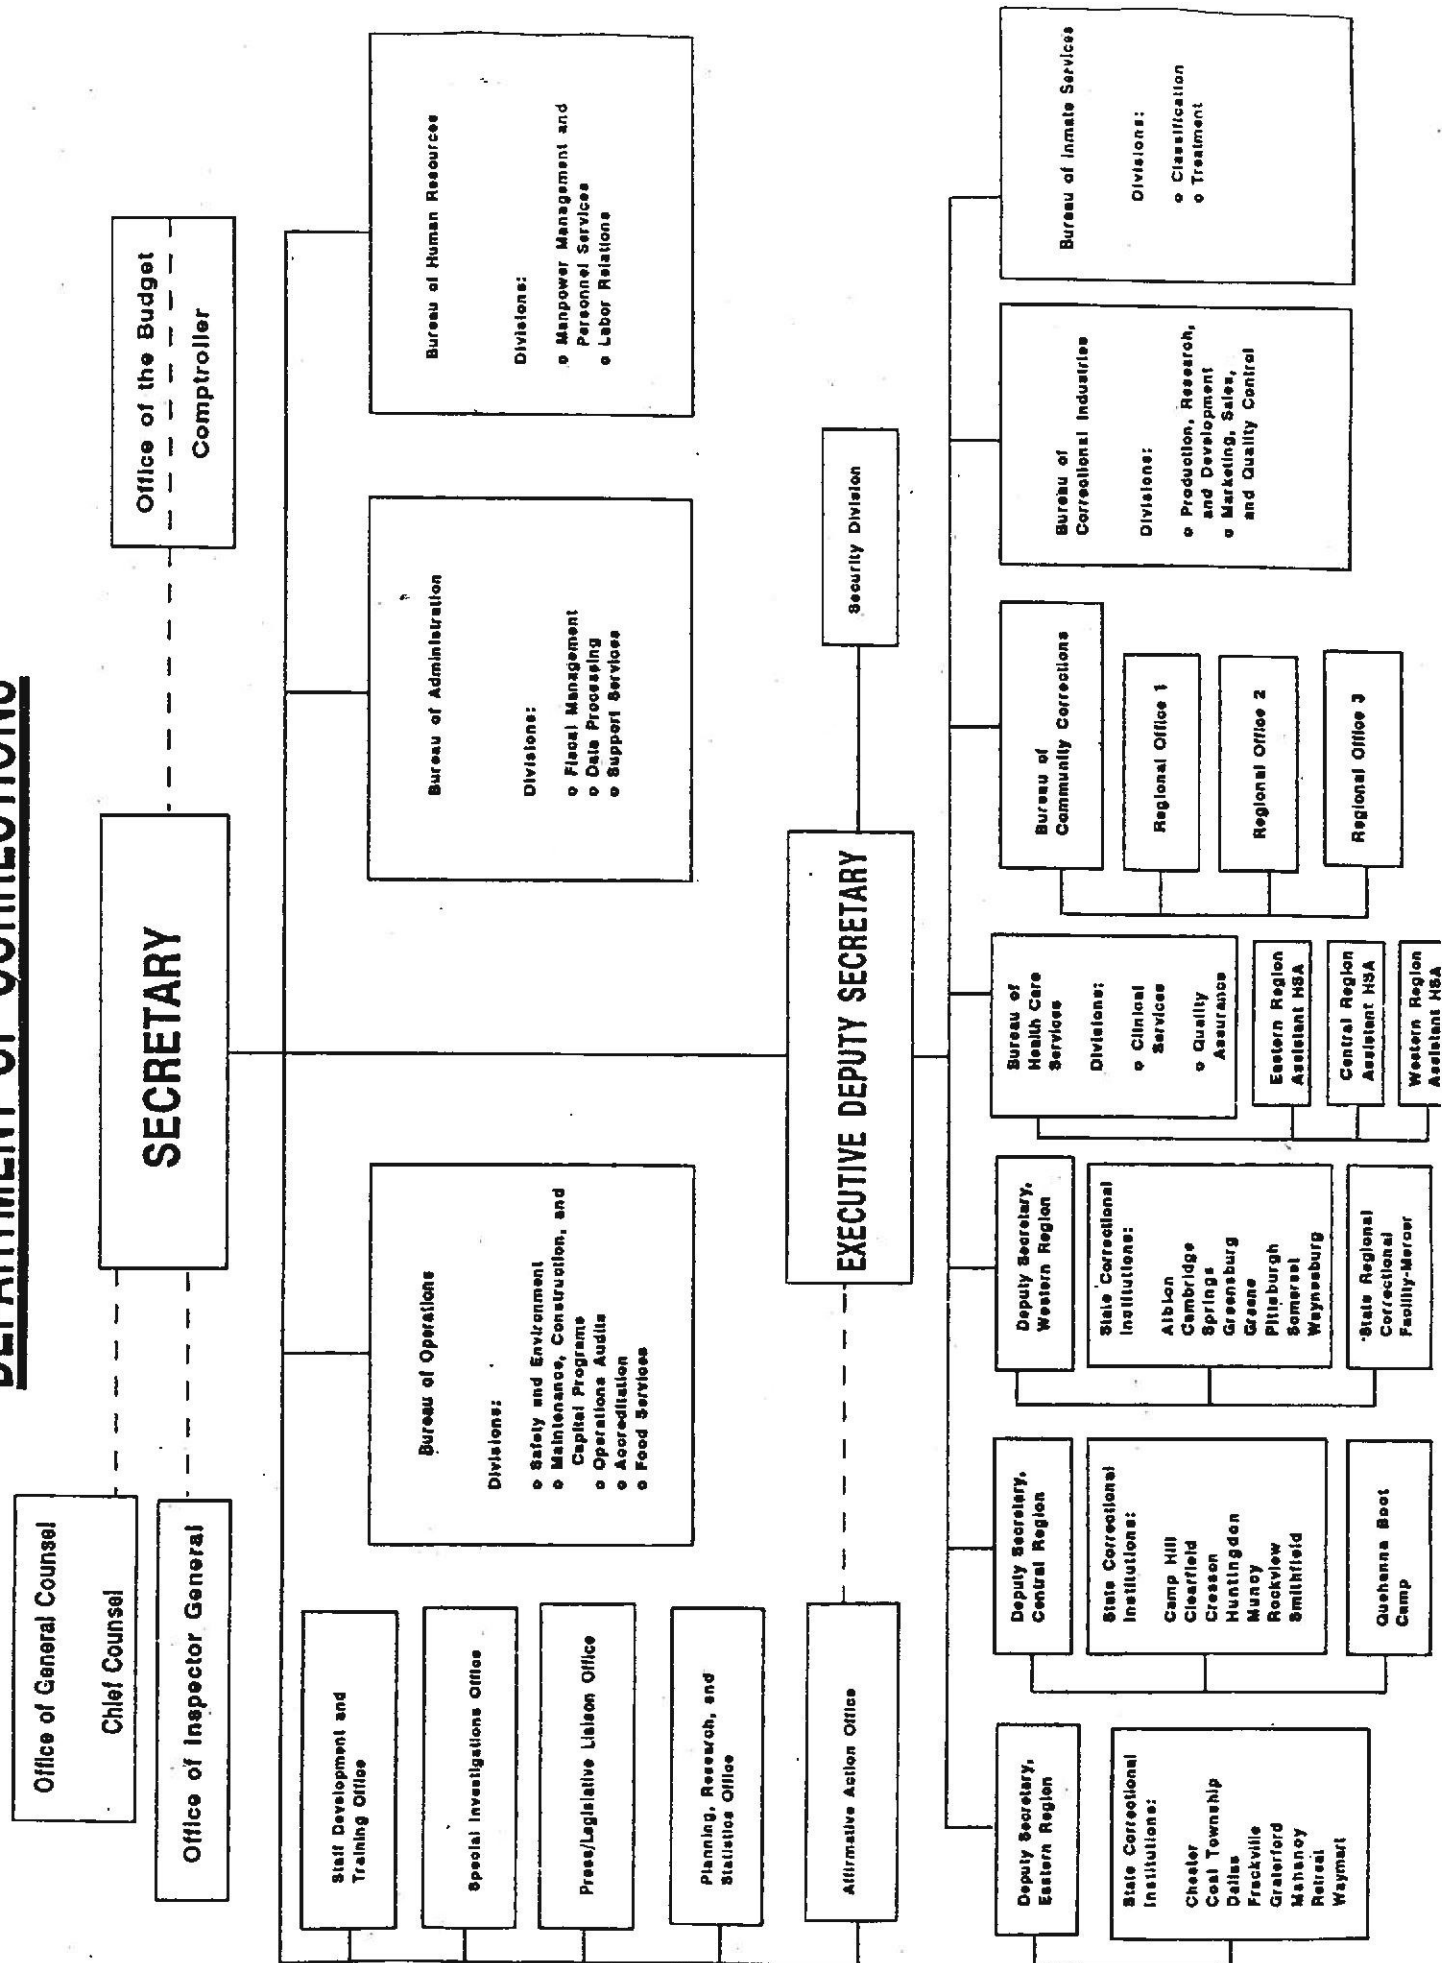 DEPARTMENT OF CORRECTIONS
Office of General Counsel
Chief Counsel
Office of Inspector General
SECRETARY
Office of the Budget
Comptroller
Staff Development and
Training Office
Special Investigations Office
Press/Legislative Liaison Office
Planning, Research, and
Statistics Office
Affirmative Action Office
Bureau of Operations
Divisions:
o Safety and Environment
o Maintenance, Construction, and
Capital Programs
o Operations Audits
o Accreditation
o Food Services
Bureau of Administration
Divisions:
o Fiscal Management
o Data Processing
o Support Services
Bureau of Human Resources
Divisions:
o Manpower Management and
Personnel Services
o Labor Relations
EXECUTIVE DEPUTY SECRETARY
Security Division
Deputy Secretary,
Eastern Region
State Correctional
Institutions:
Chester
Coal Township
Dallas
Frackville
Graterford
Mahanoy
Retreat
Waymart
Deputy Secretary,
Central Region
State Correctional
Institutions:
Camp Hill
Clearfield
Cresson
Huntingdon
Muncy
Rockview
Smithfield
Quehanna Boot
Camp
Deputy Secretary,
Western Region
State Correctional
Institutions:
Albion
Cambridge
Springs
Greensburg
Greene
Pittsburgh
Somerset
Waynesburg
State Regional
Correctional
Facility-Mercer
Bureau of
Health Care
Services
Divisions:
o Clinical
Services
o Quality
Assurance
Eastern Region
Assistant HSA
Central Region
Assistant HSA
Western Region
Assistant HSA
Bureau of
Community Corrections
Regional Office 1
Regional Office 2
Regional Office 3
Bureau of
Correctional Industries
Divisions:
o Production, Research,
and Development
o Marketing, Sales,
and Quality Control
Bureau of Inmate Services
Divisions:
o Classification
o Treatment